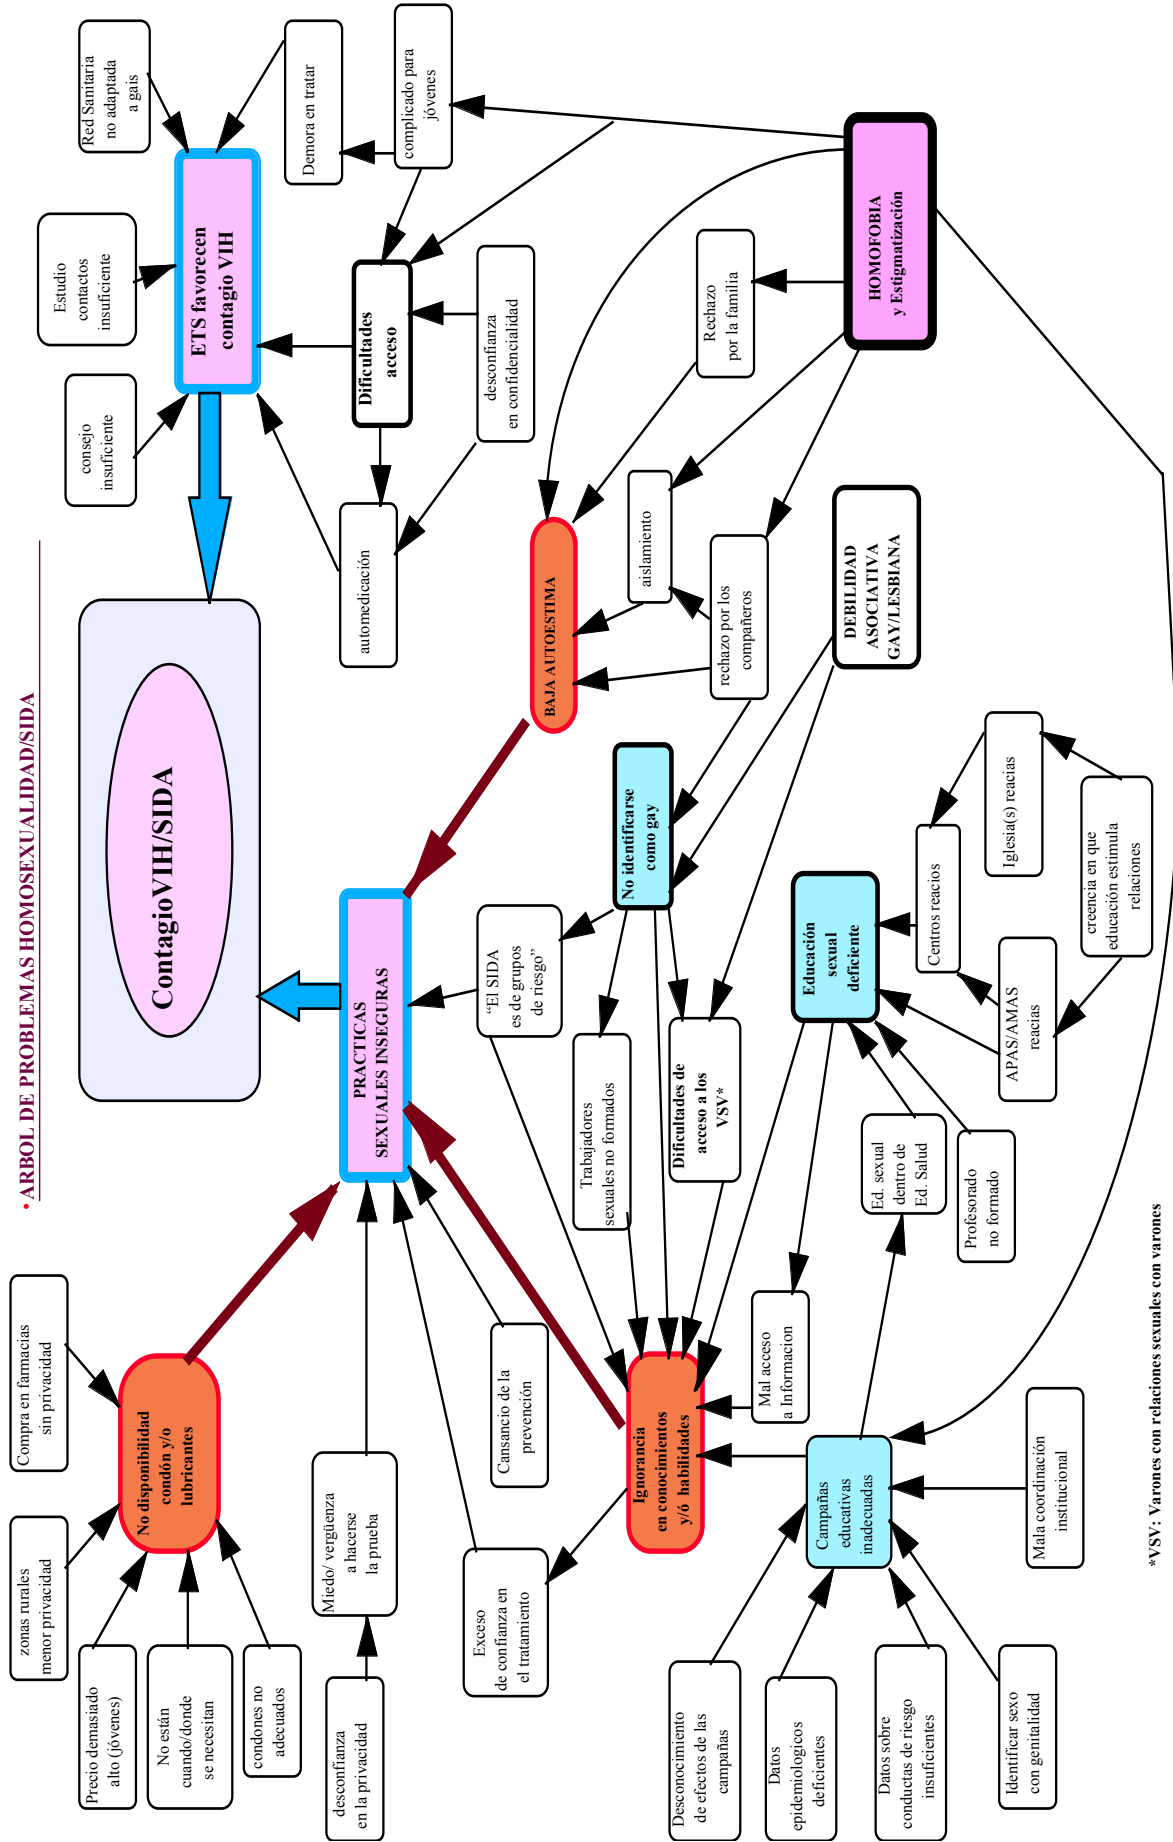 • ARBOL DE PROBLEMAS HOMOSEXUALIDAD/SIDA
Compra en famacias
sin privacidad
zonas rurales
menor privacidad
Precio demasiado
alto (jóvenes)
No están
cuando/donde
se necesitan
condones no
adecuados
No disponibilidad
condón y/o
lubricantes
desconfianza
en la privacidad
Miedo/ vergüenza
a hacerse
la prueba
Exceso
de confianza en
el tratamiento
Cansancio de la
prevención
ContagioVIH/SIDA
PRACTICAS
SEXUALES INSEGURAS
consejo
insuficiente
Estudio
contactos
insuficiente
Red Sanitaria
no adaptada
a gais
ETS favorecen
contagio VIH
Demora en tratar
complicado para
jóvenes
Dificultades
acceso
automedicación
desconfianza
en confidencialidad
"El SIDA
es de grupos
de riesgo”
Trabajadores
sexuales no formados
Dificultades de
acceso a los
VSV*
No identificarse
como gay
BAJA AUTOESTIMA
aislamiento
rechazo por los
compañeros
Rechazo
por la familia
HOMOFOBIA
y Estigmatización
DEBILIDAD
ASOCIATIVA
GAY/LESBIANA
Ignorancia
en conocimientos
y/ó  habilidades
Mal acceso
a Informacion
Educación
sexual
deficiente
Centros reacios
Iglesia(s) reacias
APAS/AMAS
reacias
creencia en que
educación estimula
relaciones
Ed. sexual
dentro de
Ed. Salud
Profesorado
no formado
Campañas
educativas
inadecuadas
Desconocimiento
de efectos de las
campañas
Datos
epidemiologicos
deficientes
Datos sobre
conductas de riesgo
insuficientes
Identificar sexo
con genitalidad
Mala coordinación
institucional
*VSV: Varones con relaciones sexuales con varones